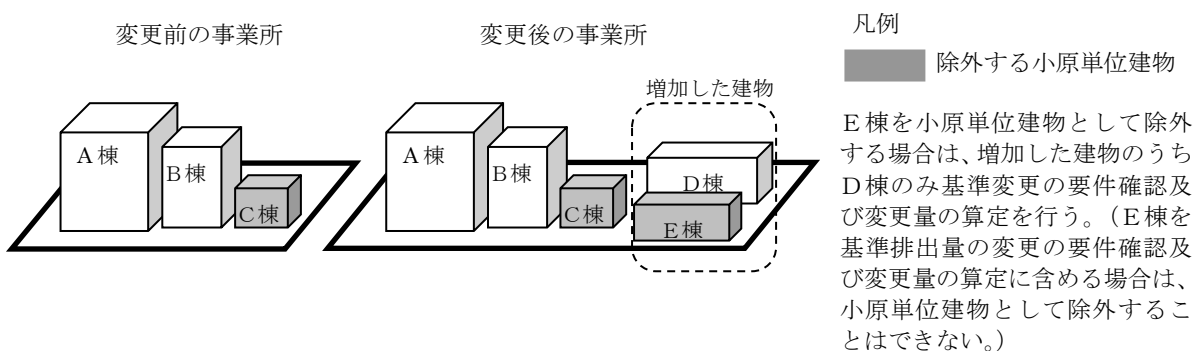 変更前の事業所
変更後の事業所
凡例
除外する小原単位建物
増加した建物
A棟
B棟
C棟
A棟
B棟
C棟
D棟
E棟
E棟を小原単位建物として除外
する場合は、増加した建物のうち
D棟のみ基準変更の要件確認及
び変更量の算定を行う。（E棟を
基準排出量の変更の要件確認及
び変更量の算定に含める場合は、
小原単位建物として除外するこ
とはできない。）